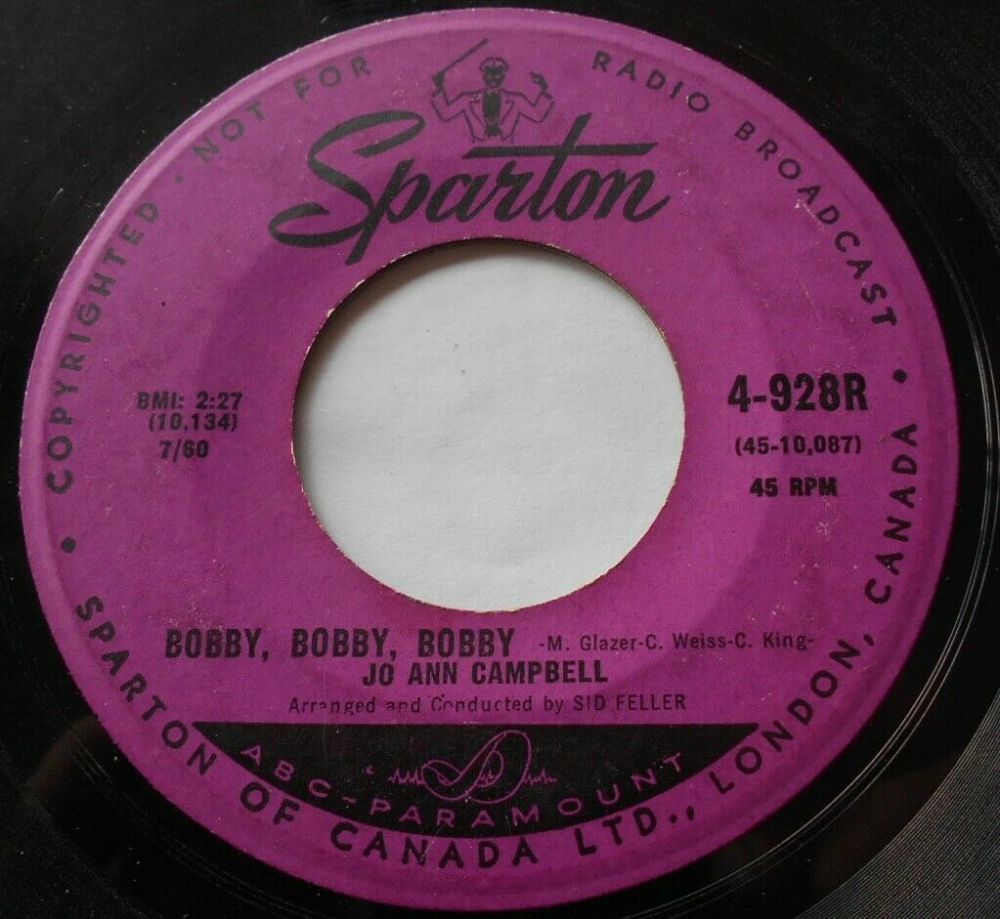 COPYRIGHTED • NOT FOR RADIO BROADCAST •
Sparton
BMI: 2:27
(10,134)
7/60
4-928R
(45-10,087)
45 RPM
BOBBY, BOBBY, BOBBY -M. Glazer-C. Weiss-C. King-
JO ANN CAMPBELL
Arranged and Conducted by SID FELLER
ABC-PARAMOUNT
• SPARTON OF CANADA LTD., LONDON, CANADA